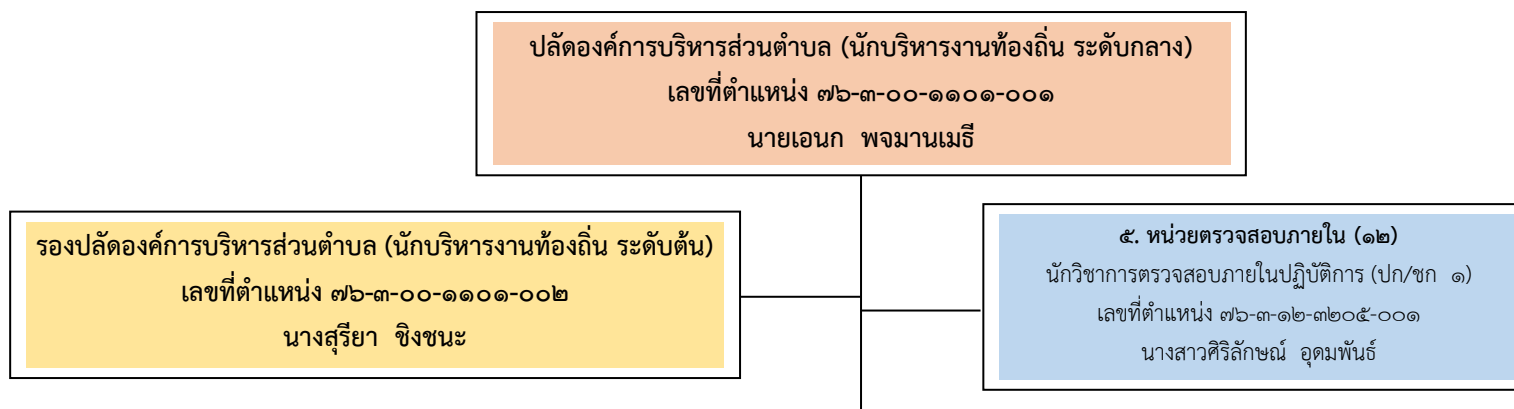 ปลัดองค์การบริหารส่วนตำบล (นักบริหารงานท้องถิ่น ระดับกลาง)
เลขที่ตำแหน่ง ๗๖-๓-๐๐-๑๑๐๑-๐๐๑
นายเอนก พจมานเมธี
รองปลัดองค์การบริหารส่วนตำบล (นักบริหารงานท้องถิ่น ระดับต้น)
เลขที่ตำแหน่ง ๗๖-๓-๐๐-๑๑๐๑-๐๐๒
นางสุรียา ชิงชนะ
๕. หน่วยตรวจสอบภายใน (๑๒)
นักวิชาการตรวจสอบภายในปฏิบัติการ (ปก/ชก ๑)
เลขที่ตำแหน่ง ๗๖-๓-๑๒-๓๒๐๕-๐๐๑
นางสาวศิริลักษณ์ อุดมพันธ์